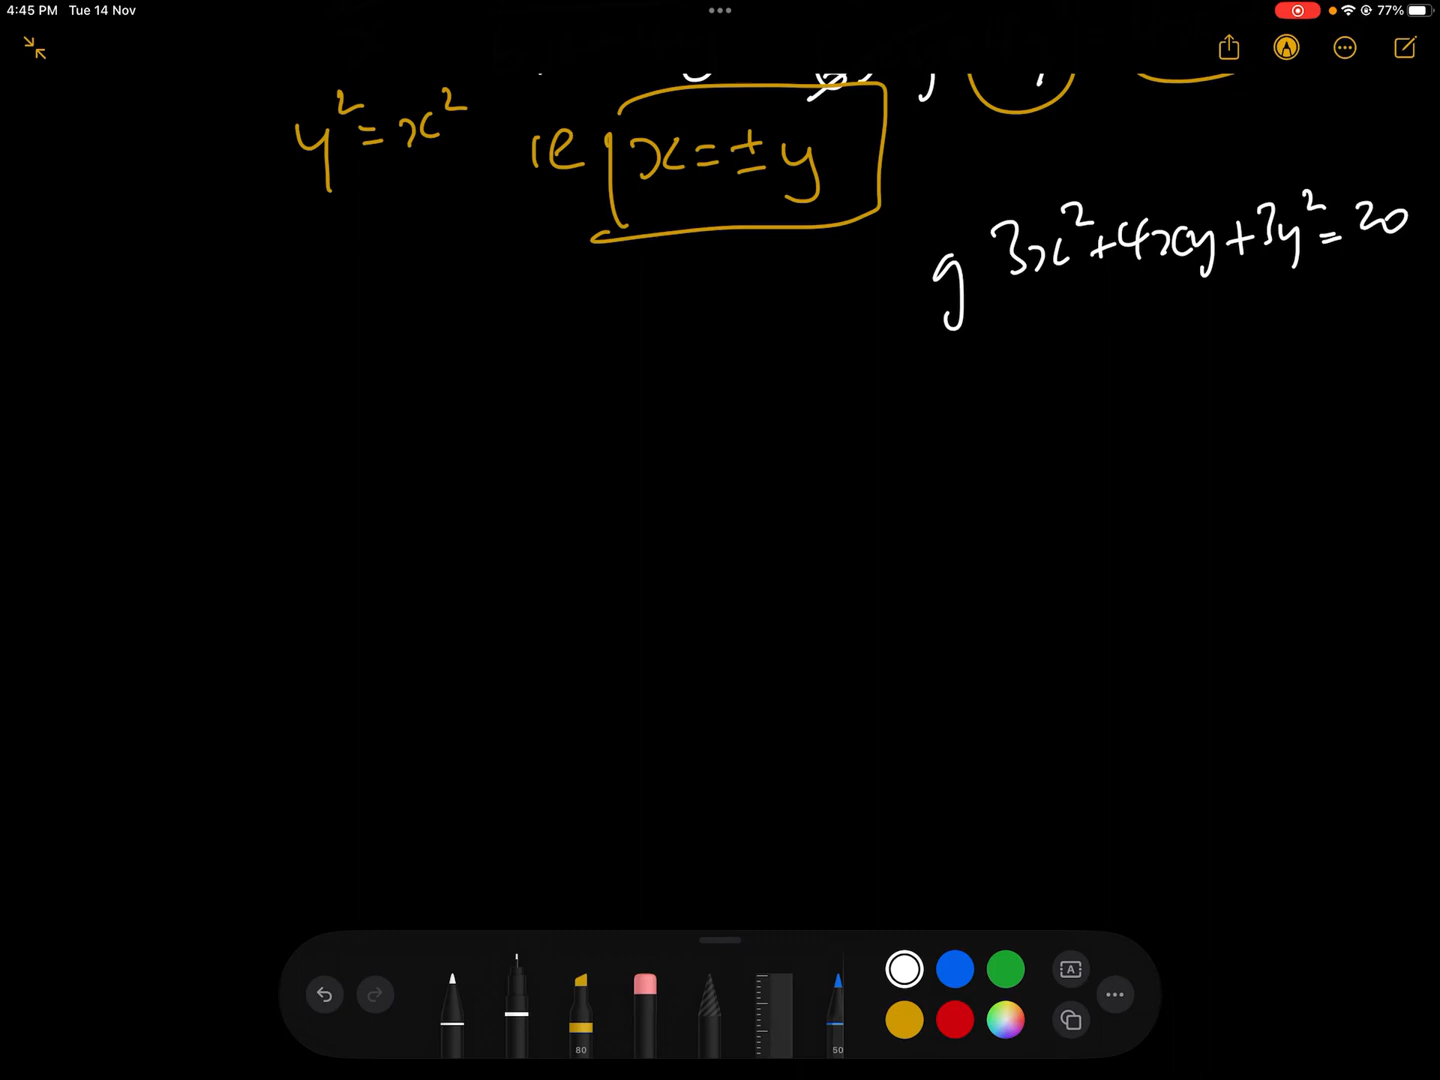 4:45 PM Tue 14 Nov
77%
y² = x² ie x = ± y
g 3x² + 4xy + 3y² = 20
A
80
50